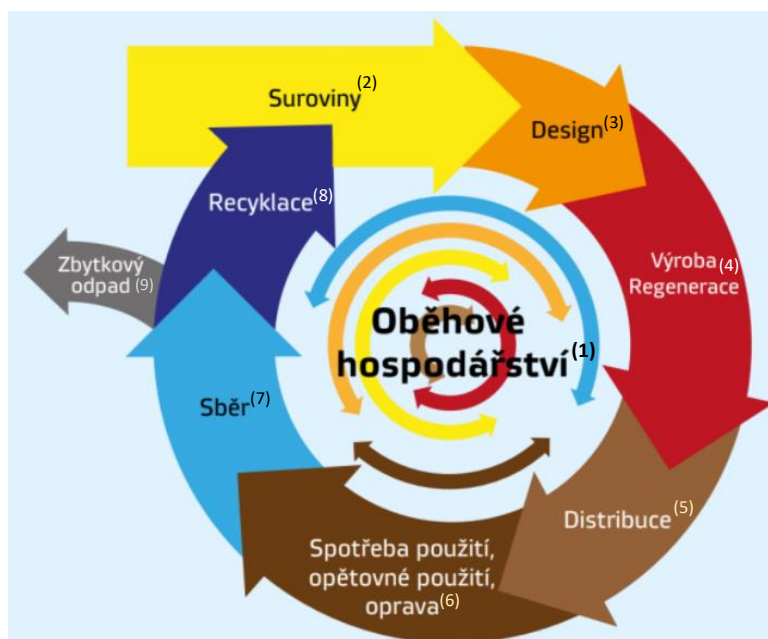 Suroviny(2)
Design(3)
Recyklace(8)
Výroba(4)
Regenerace
Zbytkový
odpad (9)
Oběhové
hospodářství(1)
Sběr(7)
Distribuce(5)
Spotřeba použití,
opětovné použití,
oprava(6)